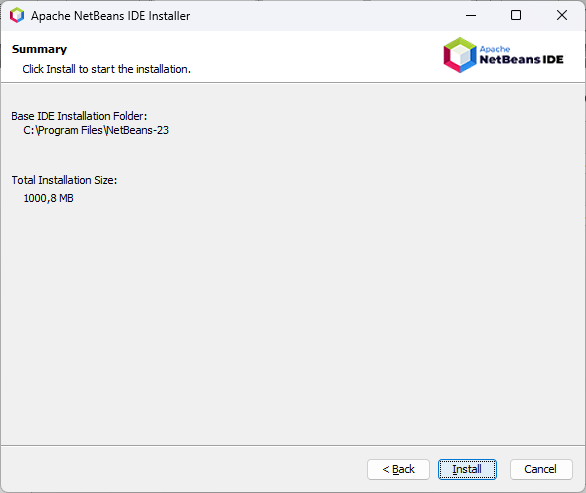 Apache NetBeans IDE Installer
Summary
Click Install to start the installation.
Apache
NetBeans IDE
Base IDE Installation Folder:
C:\Program Files\NetBeans-23
Total Installation Size:
1000,8 MB
< Back
Install
Cancel